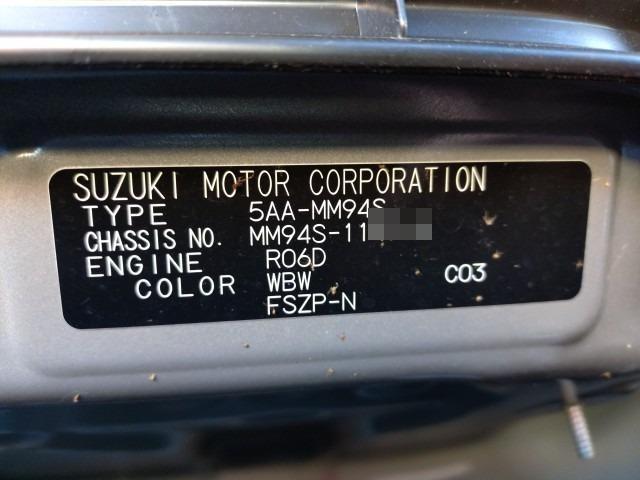 SUZUKI MOTOR CORPORATION
TYPE 5AA-MM94S
CHASSIS NO. MM94S-11
ENGINE R06D
COLOR WBW C03
FSZP-N